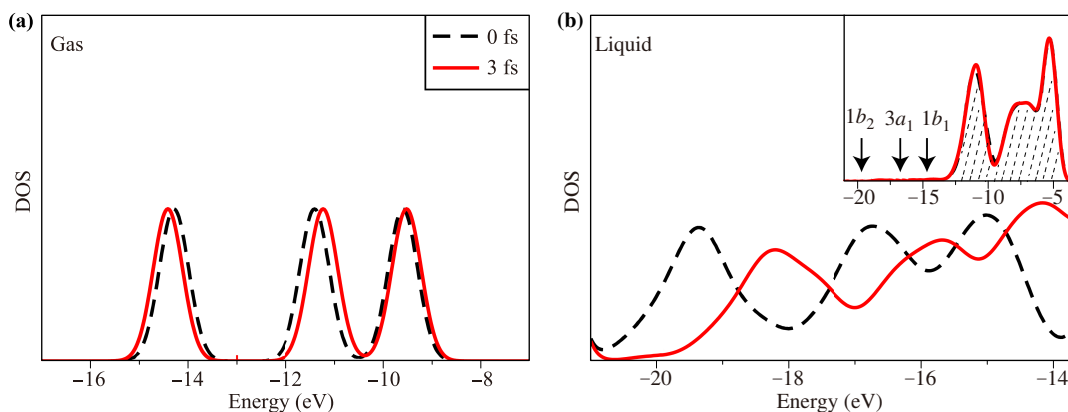 (a)
Gas
0 fs
3 fs
DOS
−16 −14 −12 −10 −8
Energy (eV)
(b)
Liquid
1b₂ 3a₁ 1b₁
−20 −15 −10 −5
DOS
−20 −18 −16 −14
Energy (eV)